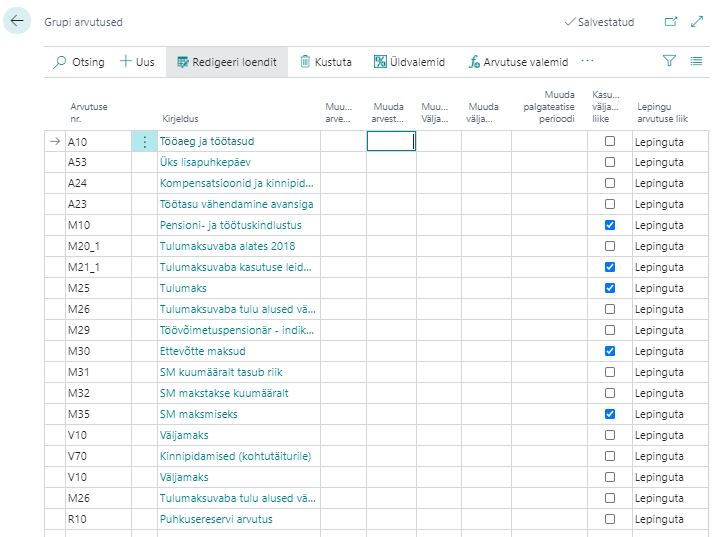 Grupi arvutused
Salvestatud
Otsing Uus Redigeeri loendit Kustuta Üldvalemid Arvutuse valemid ...
Arvutuse nr. Kirjeldus Muu... arve... Muuda arvest... Muu... Välja... Muuda välja... Muuda palgateatise perioodi Kasu... välja... liike Lepingu arvutuse liik
A10 Tööaeg ja töötasud Lepinguta
A53 Üks lisapuhkepäev Lepinguta
A24 Kompensatsioonid ja kinnipid... Lepinguta
A23 Töötasu vähendamine avansiga Lepinguta
M10 Pensioni- ja töötuskindlustus Lepinguta
M20_1 Tulumaksuvaba alates 2018 Lepinguta
M21_1 Tulumaksuvaba kasutuse leid... Lepinguta
M25 Tulumaks Lepinguta
M26 Tulumaksuvaba tulu alused vä... Lepinguta
M29 Töövõimetuspensionär - indik... Lepinguta
M30 Ettevõtte maksud Lepinguta
M31 SM kuumääralt tasub riik Lepinguta
M32 SM makstakse kuumääralt Lepinguta
M35 SM maksmiseks Lepinguta
V10 Väljamaks Lepinguta
V70 Kinnipidamised (kohtutäiturile) Lepinguta
V10 Väljamaks Lepinguta
M26 Tulumaksuvaba tulu alused vä... Lepinguta
R10 Puhkusereservi arvutus Lepinguta